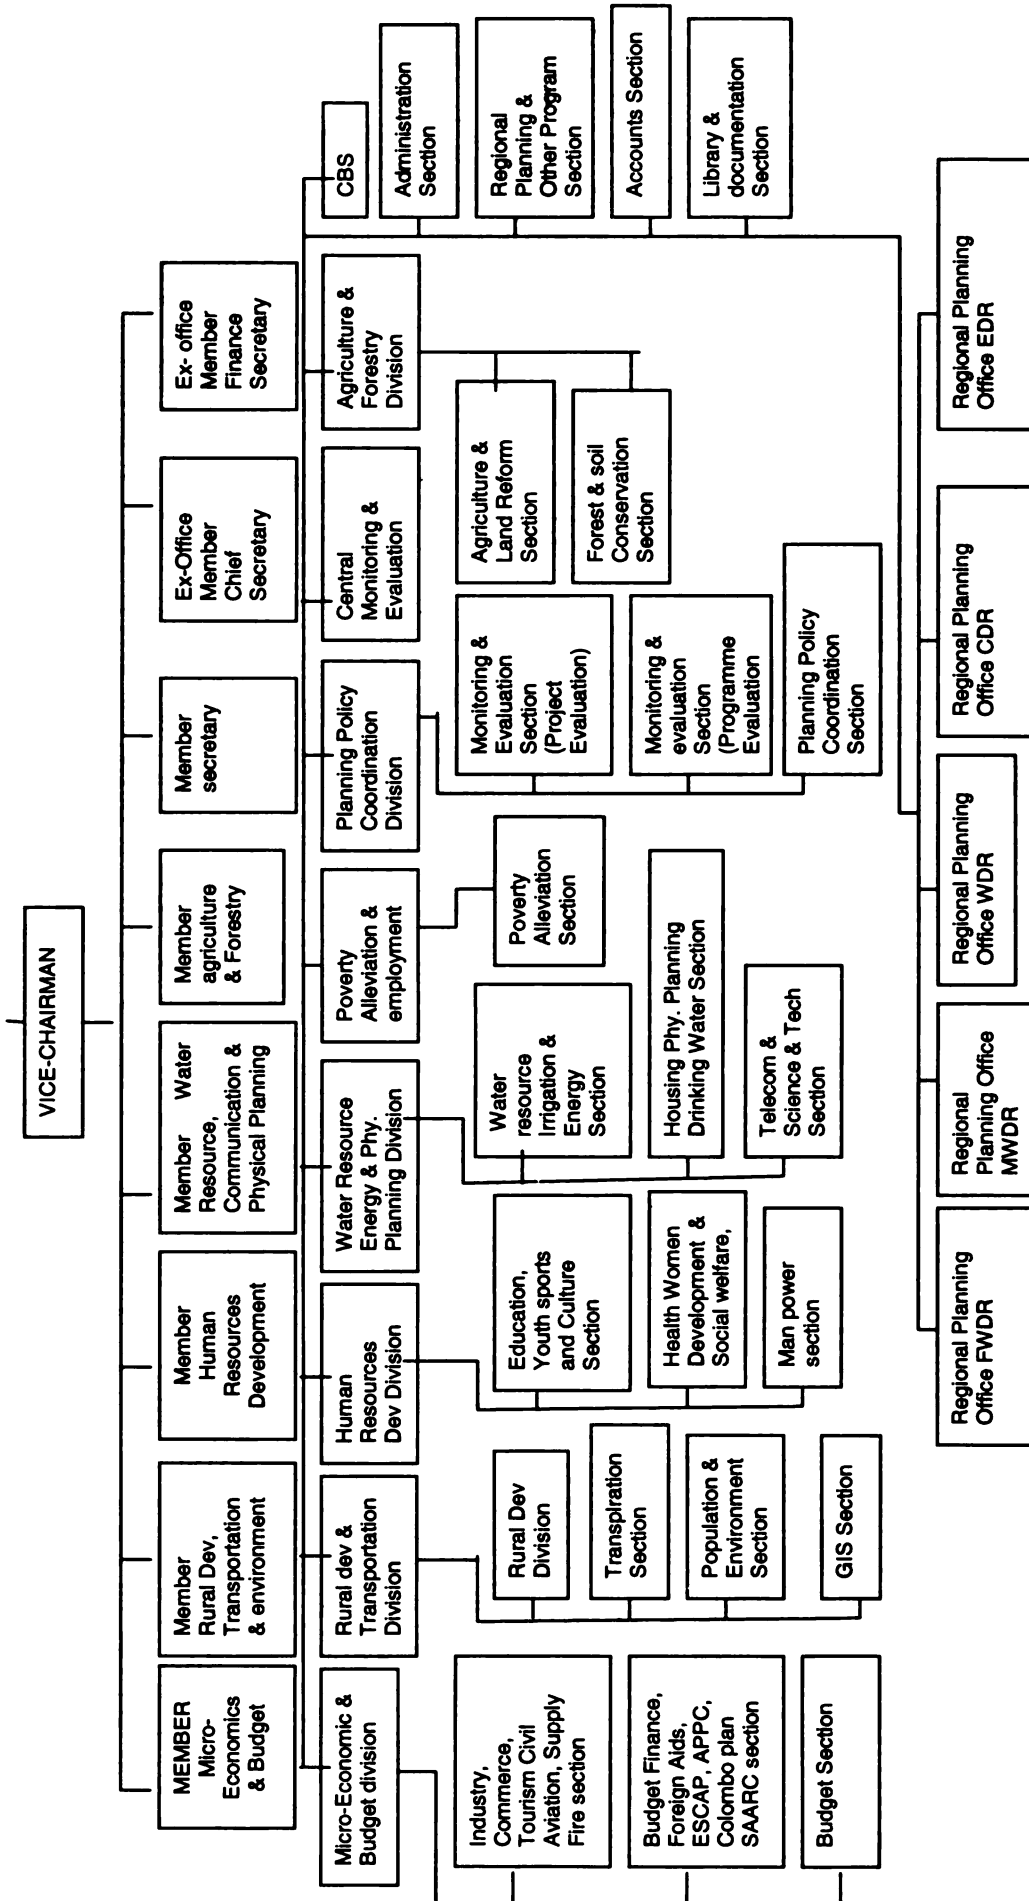 VICE-CHAIRMAN
MEMBER
Micro-
Economics
& Budget
Member
Rural Dev,
Transportation
& environment
Member
Human
Resources
Development
Member Water
Resource,
Communication &
Physical Planning
Member
agriculture
& Forestry
Member
secretary
Ex-Office
Member
Chief
Secretary
Ex- office
Member
Finance
Secretary
Micro-Economic &
Budget division
Rural dev &
Transportation
Division
Human
Resources
Dev Division
Water Resource
Energy & Phy.
Planning Division
Poverty
Alleviation &
employment
Planning Policy
Coordination
Division
Central
Monitoring &
Evaluation
Agriculture &
Forestry
Division
CBS
Administration
Section
Regional
Planning &
Other Program
Section
Accounts Section
Library &
documentation
Section
Industry,
Commerce,
Tourism Civil
Aviation, Supply
Fire section
Budget Finance,
Foreign Aids,
ESCAP, APPC,
Colombo plan
SAARC section
Budget Section
Rural Dev
Division
Transpiration
Section
Population &
Environment
Section
GIS Section
Education,
Youth sports
and Culture
Section
Health Women
Development &
Social welfare,
Man power
section
Water
resource
Irrigation &
Energy
Section
Housing Phy. Planning
Drinking Water Section
Telecom &
Science & Tech
Section
Poverty
Alleviation
Section
Monitoring &
Evaluation
Section
(Project
Evaluation)
Monitoring &
evaluation
Section
(Programme
Evaluation
Planning Policy
Coordination
Section
Agriculture &
Land Reform
Section
Forest & soil
Conservation
Section
Regional Planning
Office FWDR
Regional
Planning Office
MWDR
Regional Planning
Office WDR
Regional Planning
Office CDR
Regional Planning
Office EDR